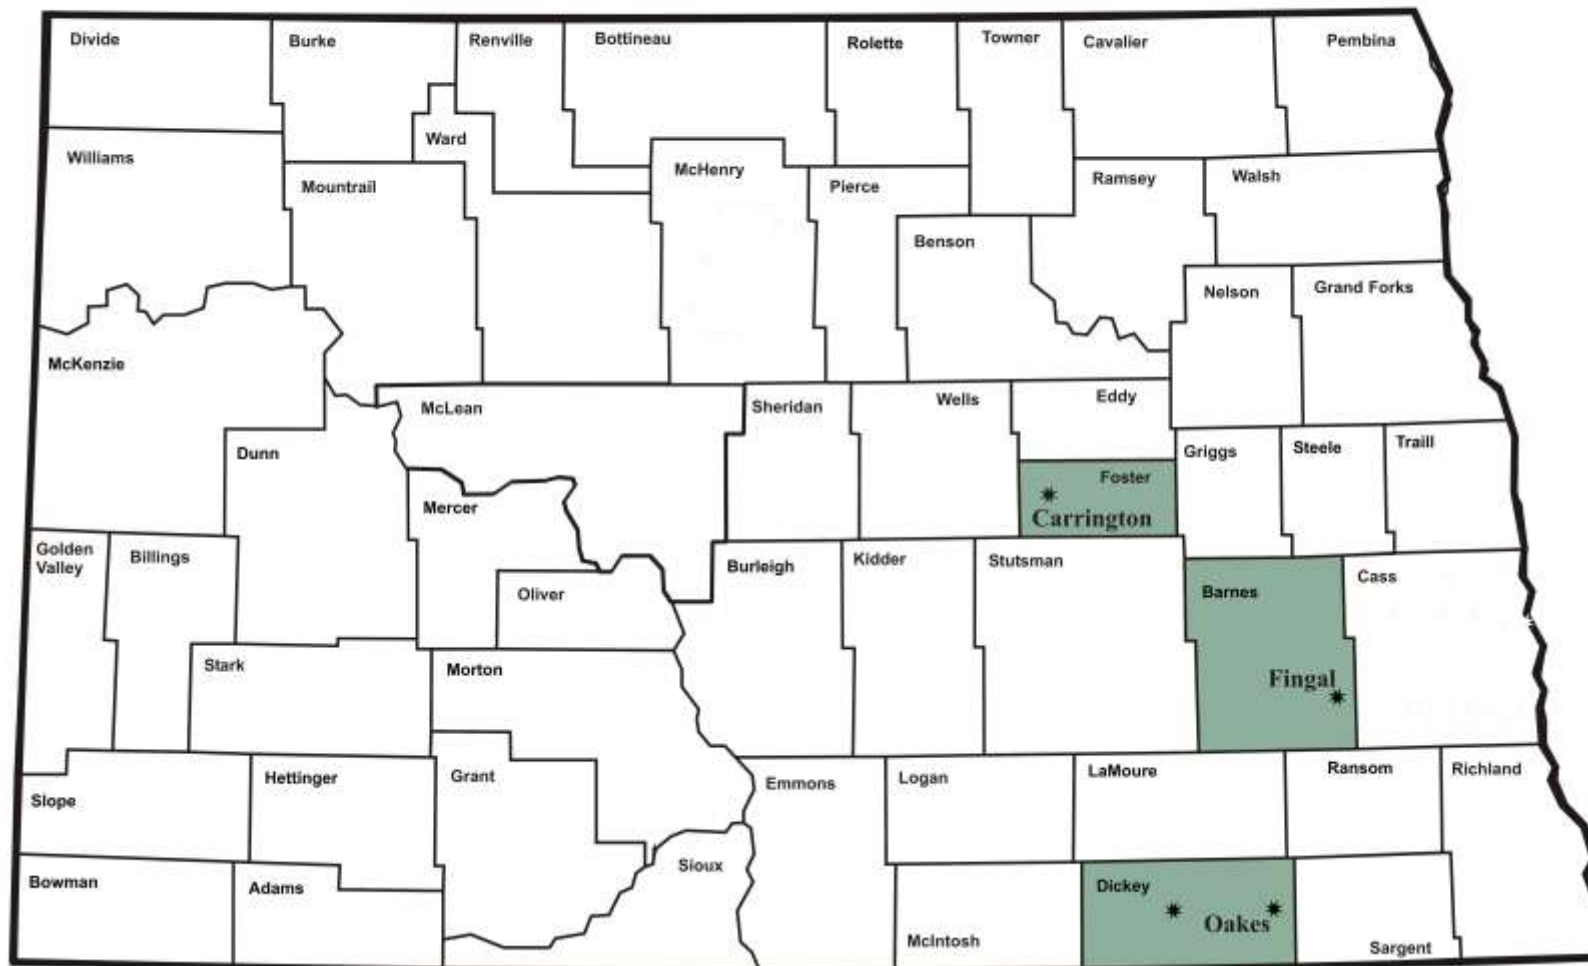 Divide
Burke
Renville
Bottineau
Rolette
Towner
Cavalier
Pembina
Williams
Ward
Mountrail
McHenry
Pierce
Ramsey
Walsh
Benson
Nelson
Grand Forks
McKenzie
McLean
Sheridan
Wells
Eddy
Dunn
Mercer
Foster
Carrington
Griggs
Steele
Traill
Golden
Valley
Billings
Oliver
Burleigh
Kidder
Stutsman
Barnes
Fingal
Cass
Stark
Morton
Slope
Hettinger
Grant
Emmons
Logan
LaMoure
Ransom
Richland
Bowman
Adams
Sioux
McIntosh
Dickey
Oakes
Sargent